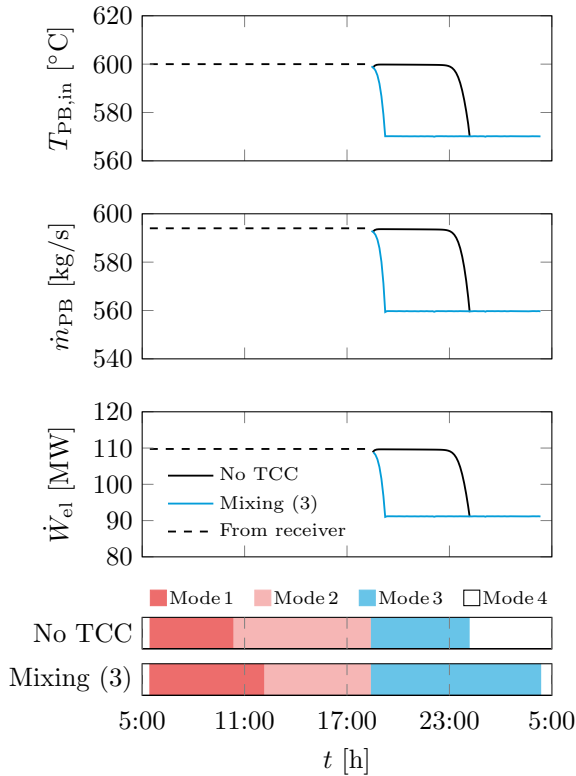 600
580
560
T_PB,in [°C]
600
580
560
540
ṁ_PB [kg/s]
120
110
100
90
80
Ẇ_el [MW]
No TCC
Mixing (3)
From receiver
Mode 1 Mode 2 Mode 3 Mode 4
No TCC
Mixing (3)
5:00 11:00 17:00 23:00 5:00
t [h]